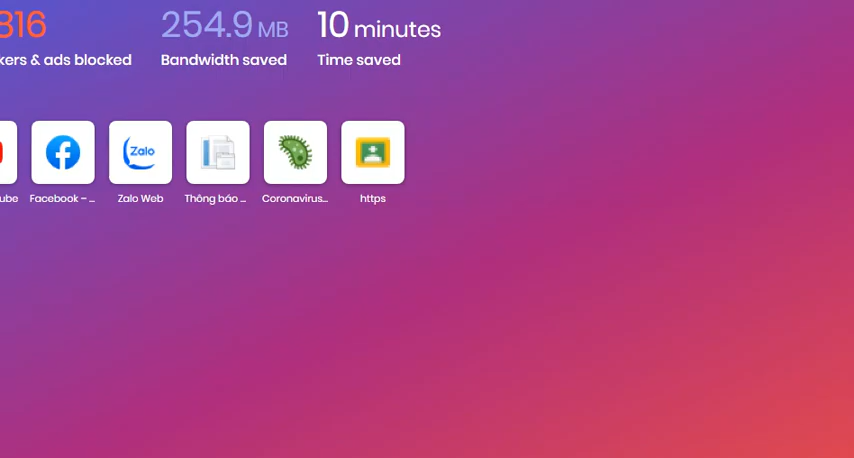 816
254.9 MB
10 minutes
kers & ads blocked
Bandwidth saved
Time saved
Zalo
ube
Facebook – ...
Zalo Web
Thông báo ...
Coronavirus...
https